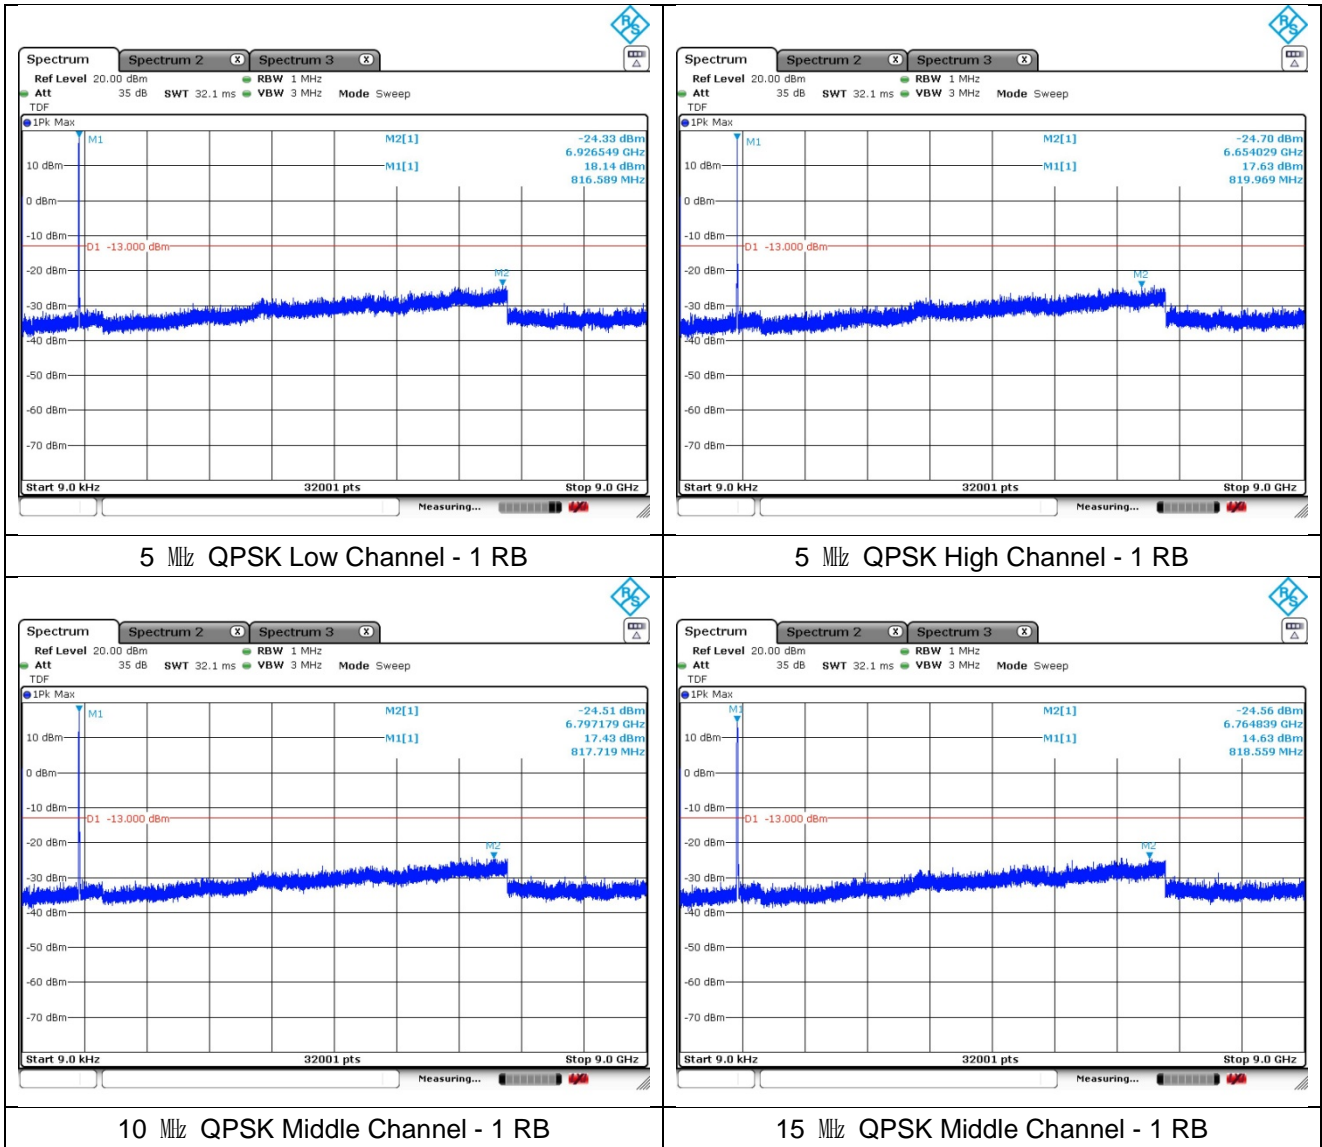 R&S
Spectrum Spectrum 2 X Spectrum 3 X
Ref Level 20.00 dBm RBW 1 MHz
Att 35 dB SWT 32.1 ms VBW 3 MHz Mode Sweep
TDF
1Pk Max
M1 M2[1] -24.33 dBm
6.926549 GHz
10 dBm M1[1] 18.14 dBm
816.589 MHz
0 dBm
-10 dBm
D1 -13.000 dBm
-20 dBm
M2
-30 dBm
-40 dBm
-50 dBm
-60 dBm
-70 dBm
Start 9.0 kHz 32001 pts Stop 9.0 GHz
Measuring...
5 ㎒ QPSK Low Channel - 1 RB
R&S
Spectrum Spectrum 2 X Spectrum 3 X
Ref Level 20.00 dBm RBW 1 MHz
Att 35 dB SWT 32.1 ms VBW 3 MHz Mode Sweep
TDF
1Pk Max
M1 M2[1] -24.70 dBm
6.654029 GHz
10 dBm M1[1] 17.63 dBm
819.969 MHz
0 dBm
-10 dBm
D1 -13.000 dBm
-20 dBm
M2
-30 dBm
-40 dBm
-50 dBm
-60 dBm
-70 dBm
Start 9.0 kHz 32001 pts Stop 9.0 GHz
Measuring...
5 ㎒ QPSK High Channel - 1 RB
R&S
Spectrum Spectrum 2 X Spectrum 3 X
Ref Level 20.00 dBm RBW 1 MHz
Att 35 dB SWT 32.1 ms VBW 3 MHz Mode Sweep
TDF
1Pk Max
M1 M2[1] -24.51 dBm
6.797179 GHz
10 dBm M1[1] 17.43 dBm
817.719 MHz
0 dBm
-10 dBm
D1 -13.000 dBm
-20 dBm
M2
-30 dBm
-40 dBm
-50 dBm
-60 dBm
-70 dBm
Start 9.0 kHz 32001 pts Stop 9.0 GHz
Measuring...
10 ㎒ QPSK Middle Channel - 1 RB
R&S
Spectrum Spectrum 2 X Spectrum 3 X
Ref Level 20.00 dBm RBW 1 MHz
Att 35 dB SWT 32.1 ms VBW 3 MHz Mode Sweep
TDF
1Pk Max
M1 M2[1] -24.56 dBm
6.764839 GHz
10 dBm M1[1] 14.63 dBm
818.559 MHz
0 dBm
-10 dBm
D1 -13.000 dBm
-20 dBm
M2
-30 dBm
-40 dBm
-50 dBm
-60 dBm
-70 dBm
Start 9.0 kHz 32001 pts Stop 9.0 GHz
Measuring...
15 ㎒ QPSK Middle Channel - 1 RB